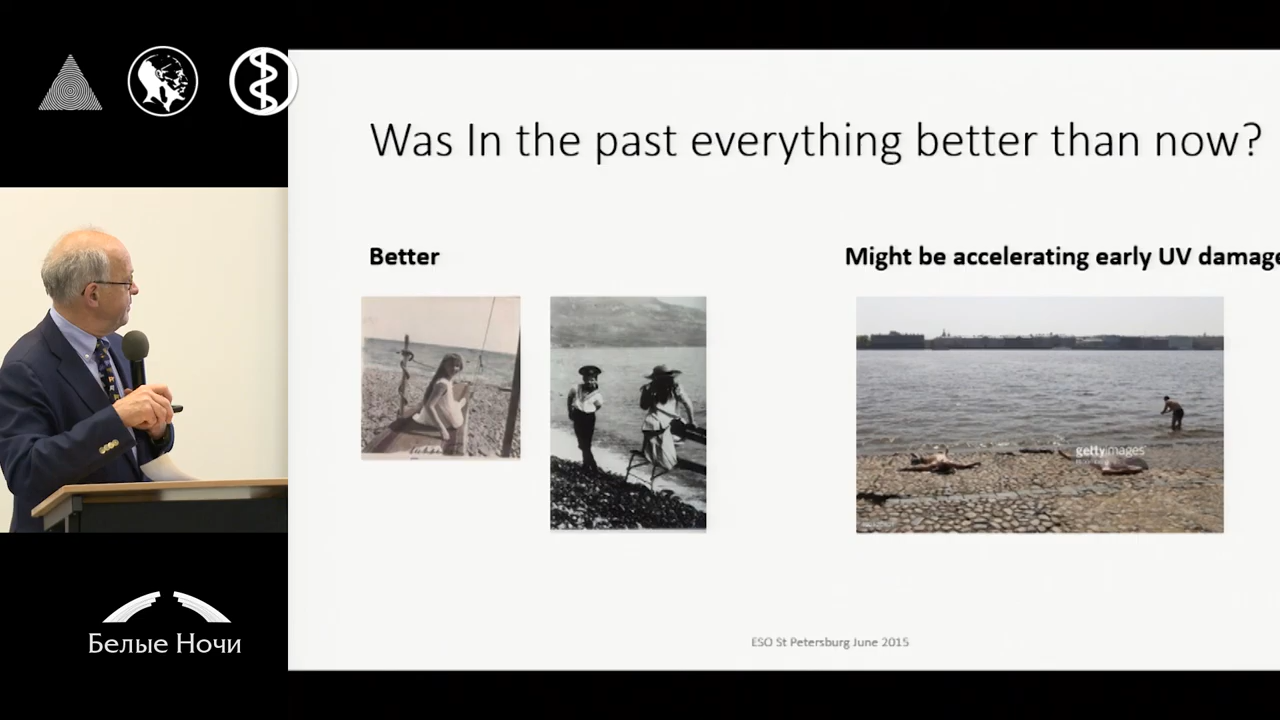 Was In the past everything better than now?
Better
Might be accelerating early UV damage
gettyimages
Белые Ночи
ESO St Petersburg June 2015